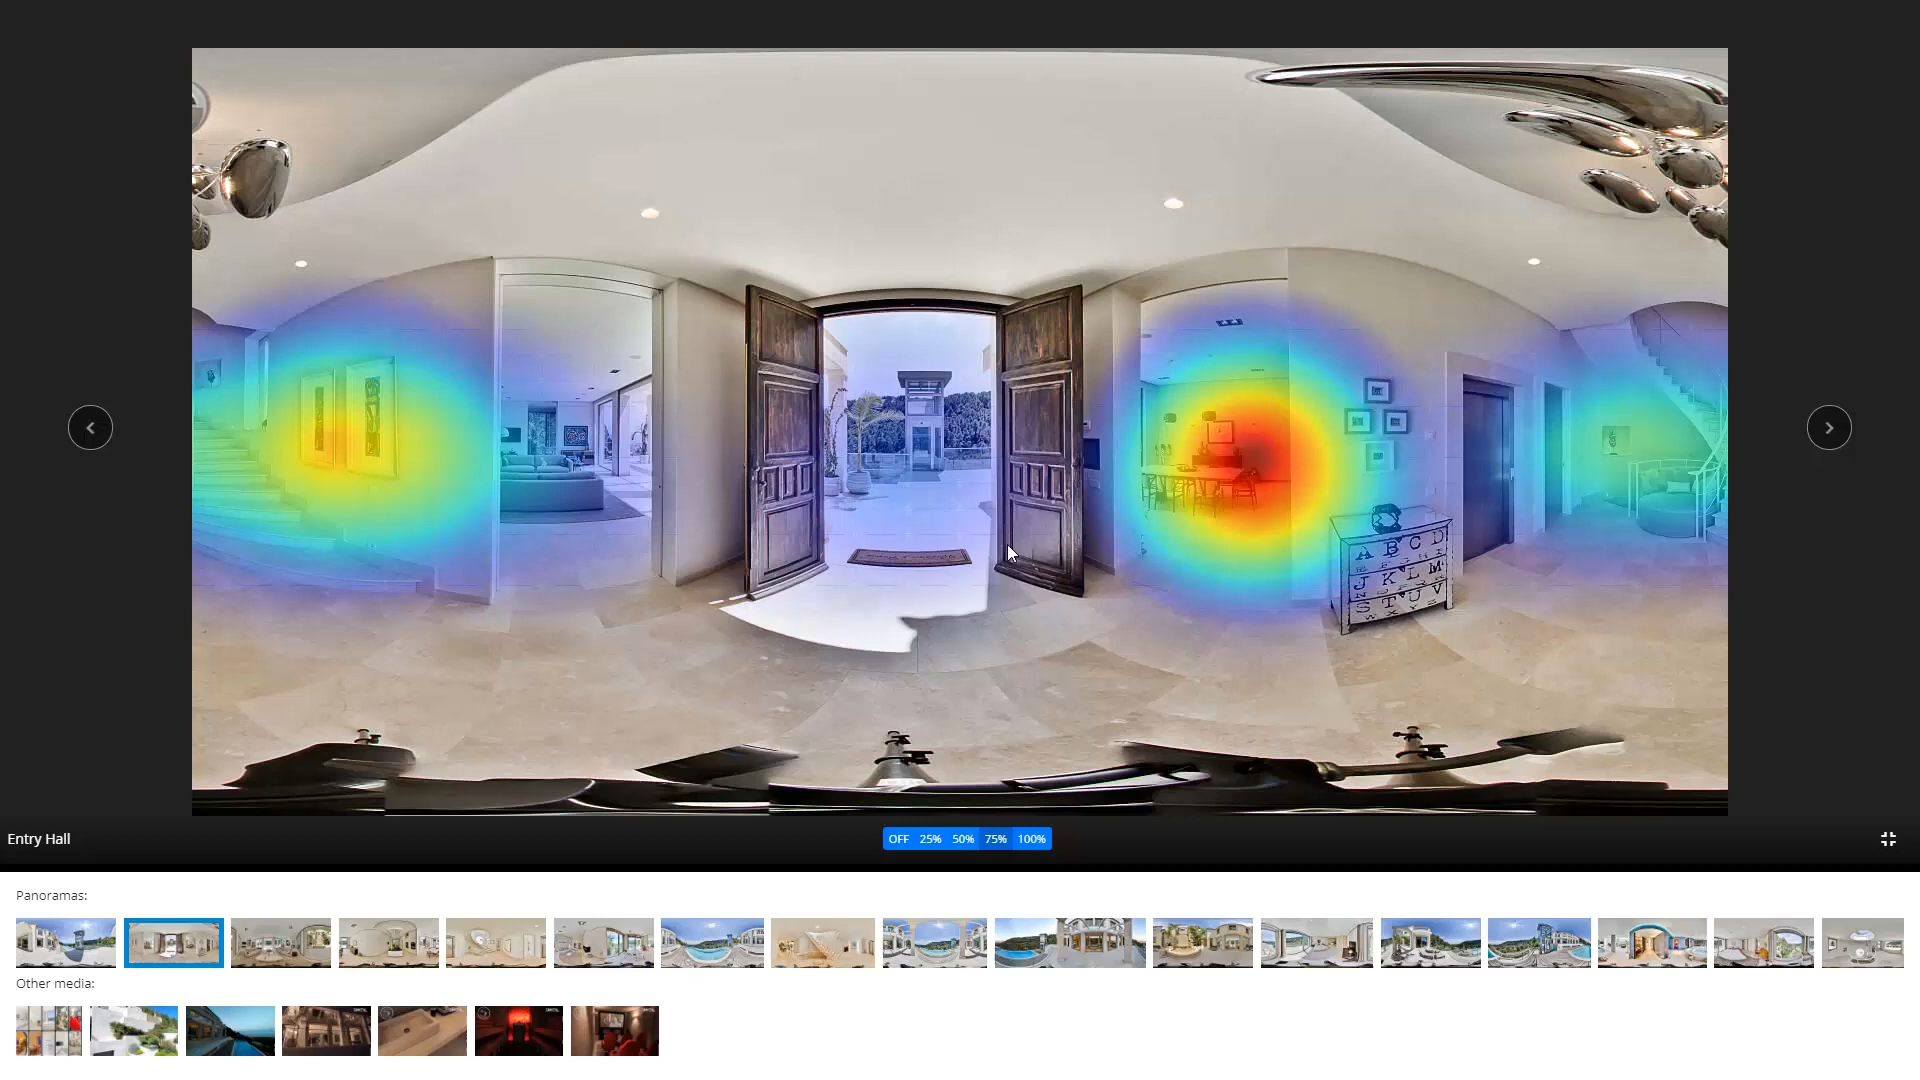 A B C D
J K L M
S T U V
W X Y Z
Entry Hall
OFF 25% 50% 75% 100%
Panoramas:
Other media: